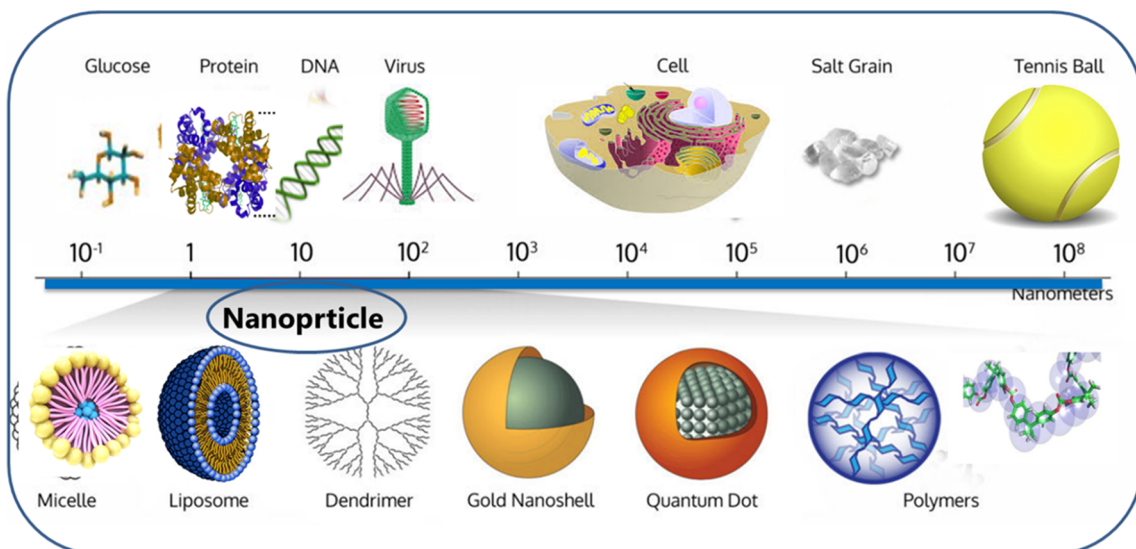 Glucose Protein DNA Virus Cell Salt Grain Tennis Ball
10⁻¹ 1 10 10² 10³ 10⁴ 10⁵ 10⁶ 10⁷ 10⁸
Nanometers
Nanoprticle
Micelle Liposome Dendrimer Gold Nanoshell Quantum Dot Polymers